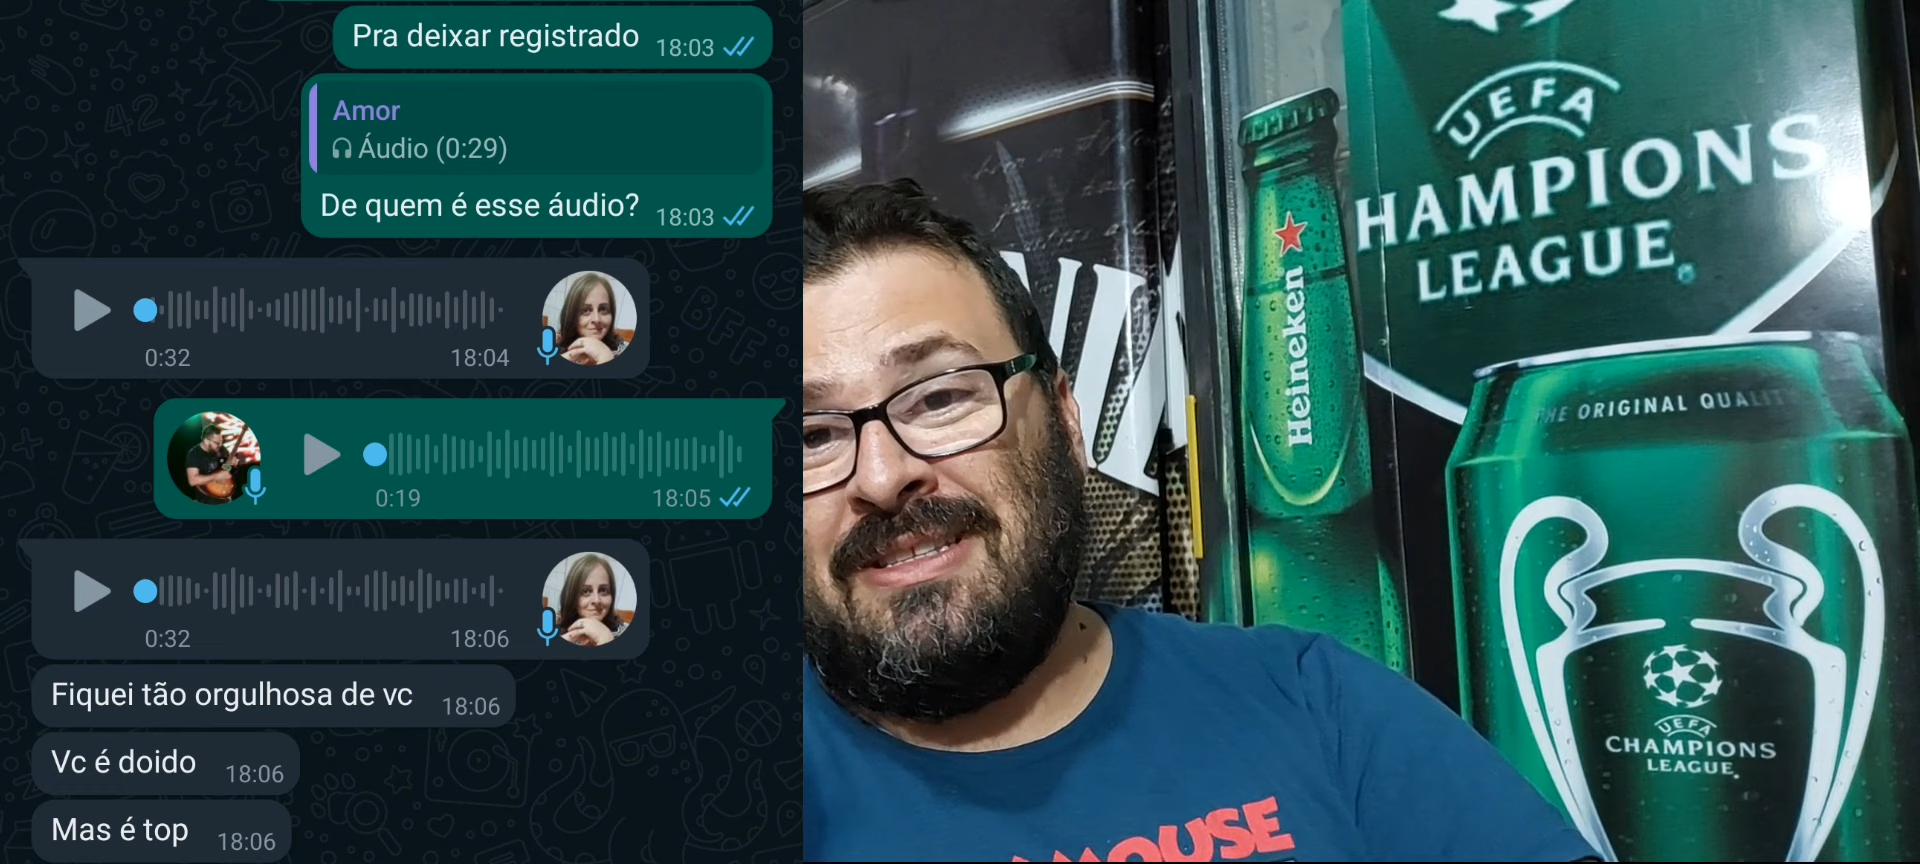 Pra deixar registrado 18:03
Amor
Áudio (0:29)
De quem é esse áudio? 18:03
0:32 18:04
0:19 18:05
0:32 18:06
Fiquei tão orgulhosa de vc 18:06
Vc é doido 18:06
Mas é top 18:06
UEFA
HAMPIONS
LEAGUE
Heineken
THE ORIGINAL QUALIT
UEFA
CHAMPIONS
LEAGUE
MOUSE